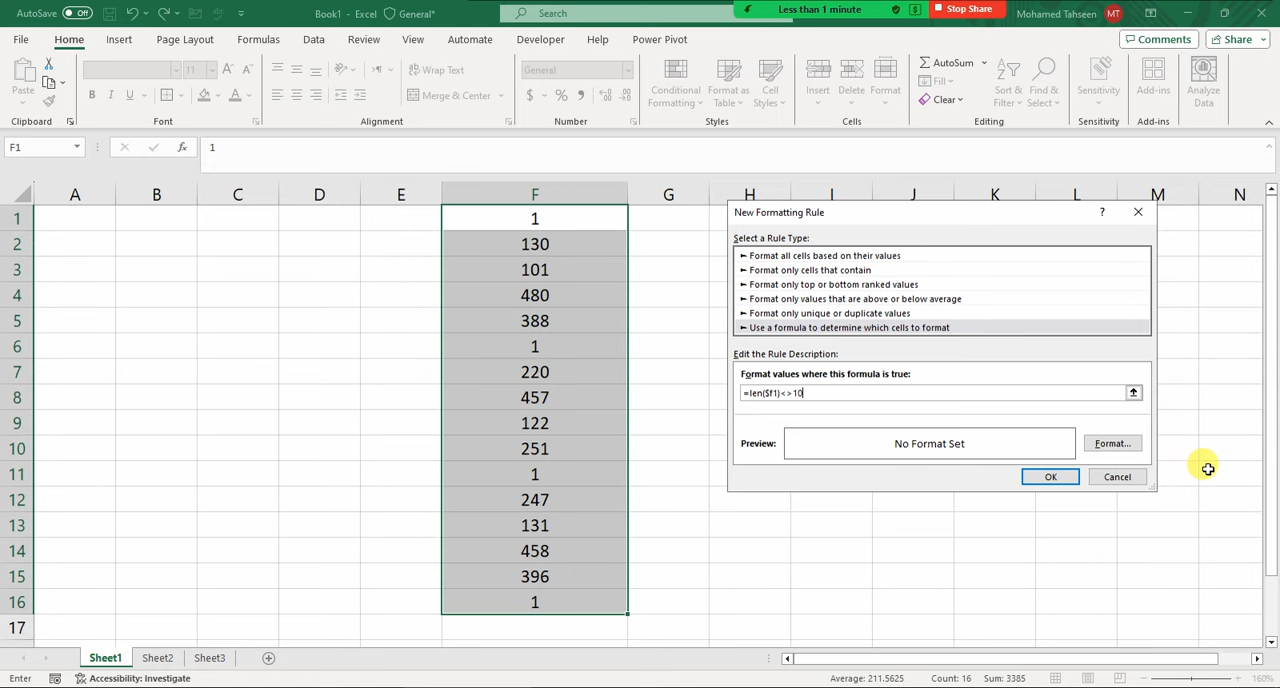 AutoSave Off Book1 - Excel General* Search Less than 1 minute $ Stop Share Mohamed Tahseen MT
File Home Insert Page Layout Formulas Data Review View Automate Developer Help Power Pivot Comments Share
Paste 11 Wrap Text General Conditional Formatting Format as Table Cell Styles Insert Delete Format AutoSum Fill Clear Sort & Filter Find & Select Sensitivity Add-ins Analyze Data
B I U A Merge & Center $ % 9
Clipboard Font Alignment Number Styles Cells Editing Sensitivity Add-ins
F1 fx 1
A B C D E F G H I J K L M N
1 1
2 130
3 101
4 480
5 388
6 1
7 220
8 457
9 122
10 251
11 1
12 247
13 131
14 458
15 396
16 1
17
New Formatting Rule ?
Select a Rule Type:
► Format all cells based on their values
► Format only cells that contain
► Format only top or bottom ranked values
► Format only values that are above or below average
► Format only unique or duplicate values
► Use a formula to determine which cells to format
Edit the Rule Description:
Format values where this formula is true:
=len($f1)<>10
Preview: No Format Set Format...
OK Cancel
Sheet1 Sheet2 Sheet3
Enter Accessibility: Investigate Average: 211.5625 Count: 16 Sum: 3385 160%